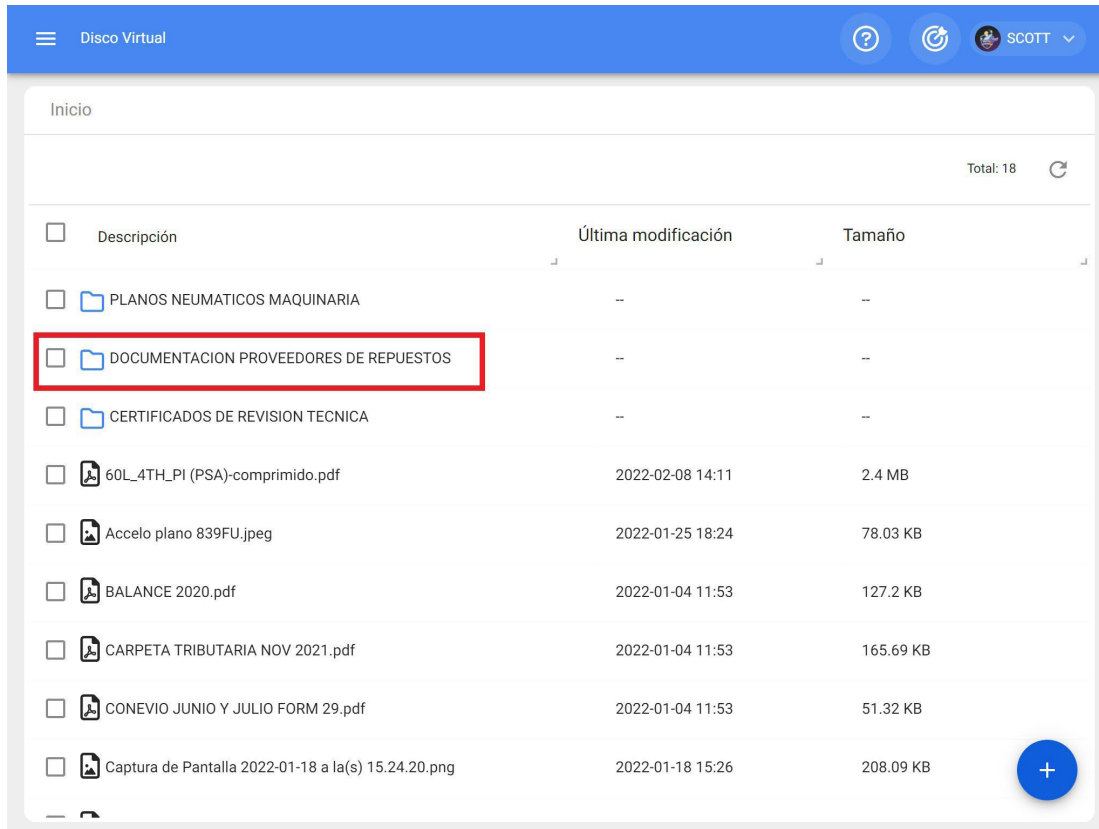 Disco Virtual
SCOTT
Inicio
Total: 18
Descripción Última modificación Tamaño
PLANOS NEUMATICOS MAQUINARIA -- --
DOCUMENTACION PROVEEDORES DE REPUESTOS -- --
CERTIFICADOS DE REVISION TECNICA -- --
60L_4TH_PI (PSA)-comprimido.pdf 2022-02-08 14:11 2.4 MB
Accelo plano 839FU.jpeg 2022-01-25 18:24 78.03 KB
BALANCE 2020.pdf 2022-01-04 11:53 127.2 KB
CARPETA TRIBUTARIA NOV 2021.pdf 2022-01-04 11:53 165.69 KB
CONEVIO JUNIO Y JULIO FORM 29.pdf 2022-01-04 11:53 51.32 KB
Captura de Pantalla 2022-01-18 a la(s) 15.24.20.png 2022-01-18 15:26 208.09 KB